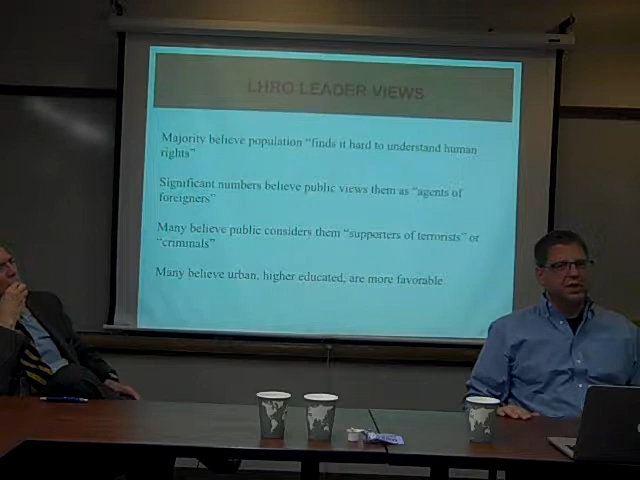 LHRO LEADER VIEWS
Majority believe population "finds it hard to understand human
rights"
Significant numbers believe public views them as "agents of
foreigners"
Many believe public considers them "supporters of terrorists" or
"criminals"
Many believe urban, higher educated, are more favorable